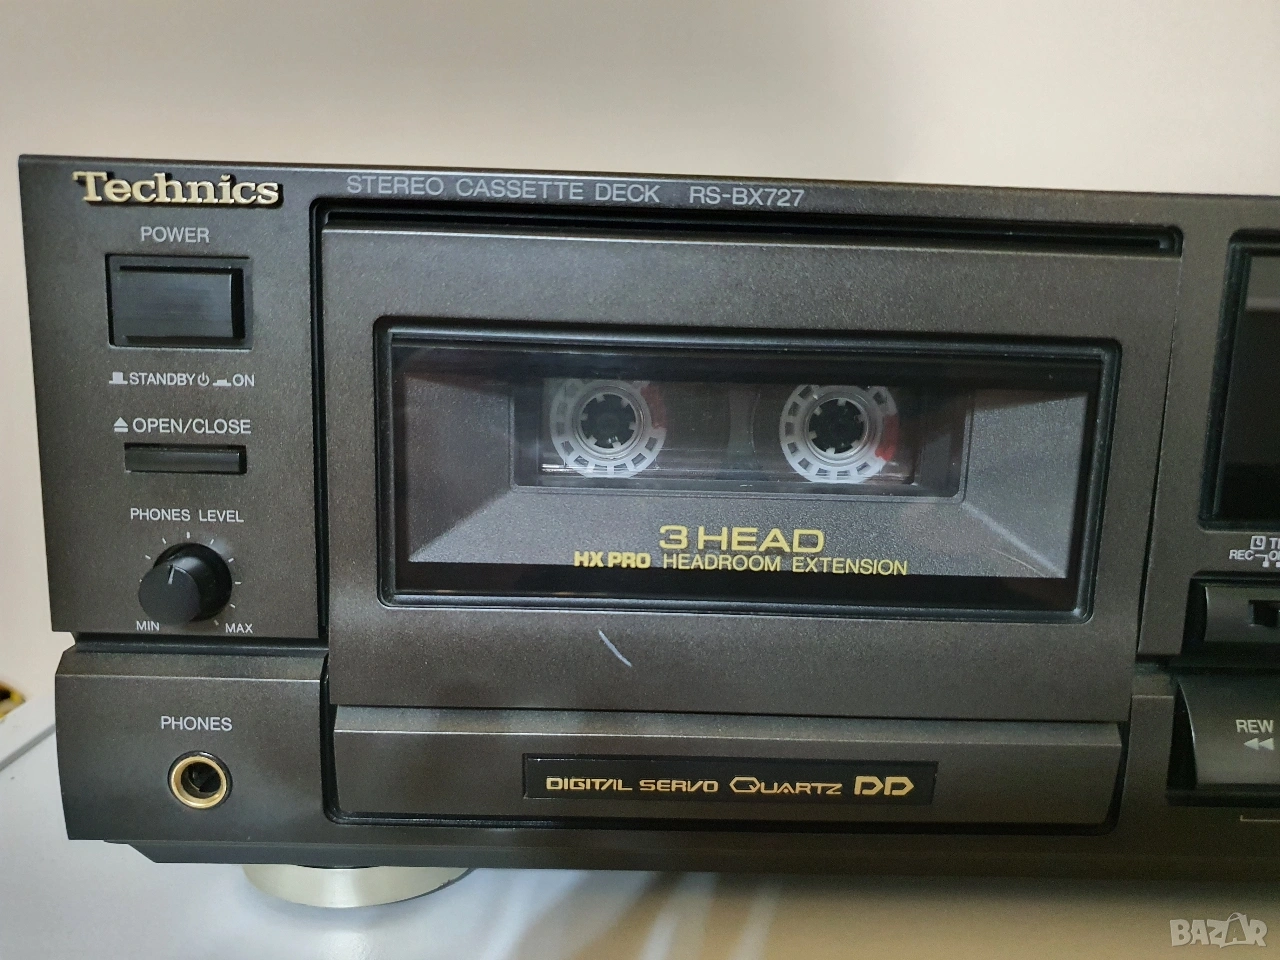 Technics
STEREO CASSETTE DECK RS-BX727
POWER
STANDBY ON
OPEN/CLOSE
PHONES LEVEL
MIN MAX
PHONES
3 HEAD
HX PRO HEADROOM EXTENSION
DIGITAL SERVO QUARTZ DD
REC
REW
BAZAR